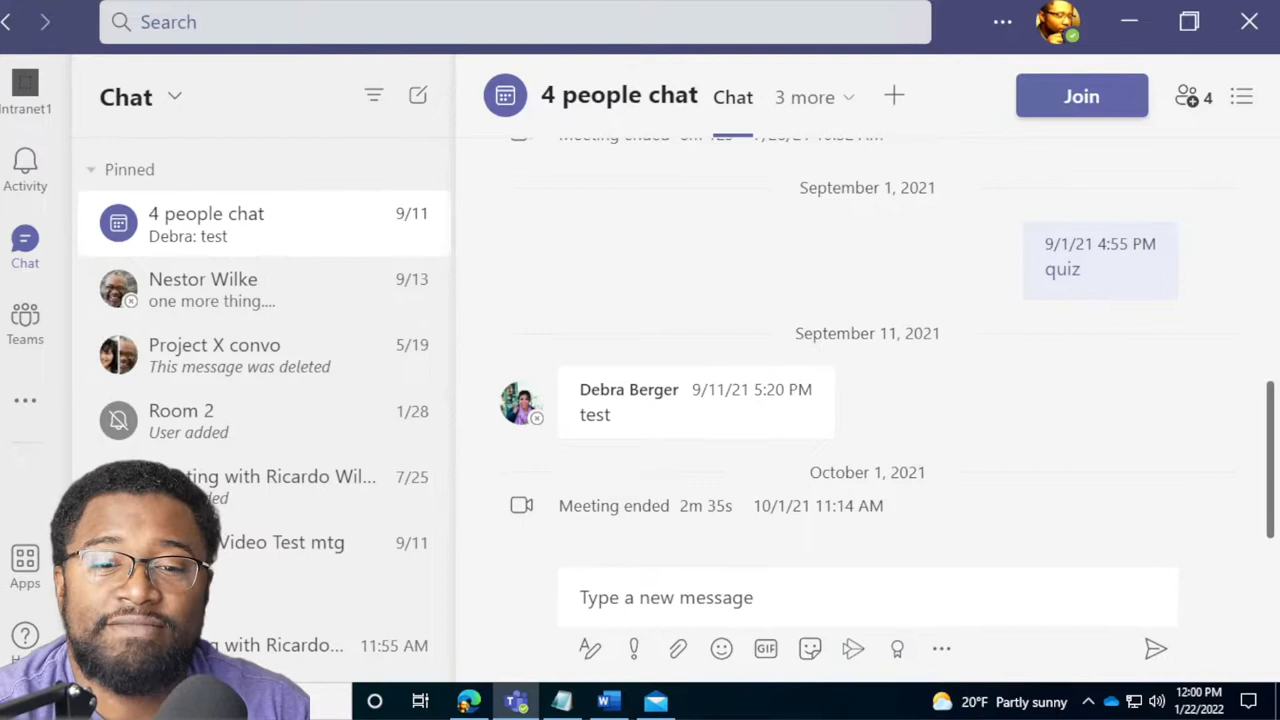 Search
Intranet1
Activity
Chat
Teams
Apps
Chat
Pinned
4 people chat 9/11
Debra: test
Nestor Wilke 9/13
one more thing....
Project X convo 5/19
This message was deleted
Room 2 1/28
User added
ting with Ricardo Wil... 7/25
ded
Video Test mtg 9/11
ng with Ricardo... 11:55 AM
4 people chat Chat 3 more Join 4
Meeting ended
September 1, 2021
9/1/21 4:55 PM
quiz
September 11, 2021
Debra Berger 9/11/21 5:20 PM
test
October 1, 2021
Meeting ended 2m 35s 10/1/21 11:14 AM
Type a new message
GIF
20°F Partly sunny
12:00 PM
1/22/2022